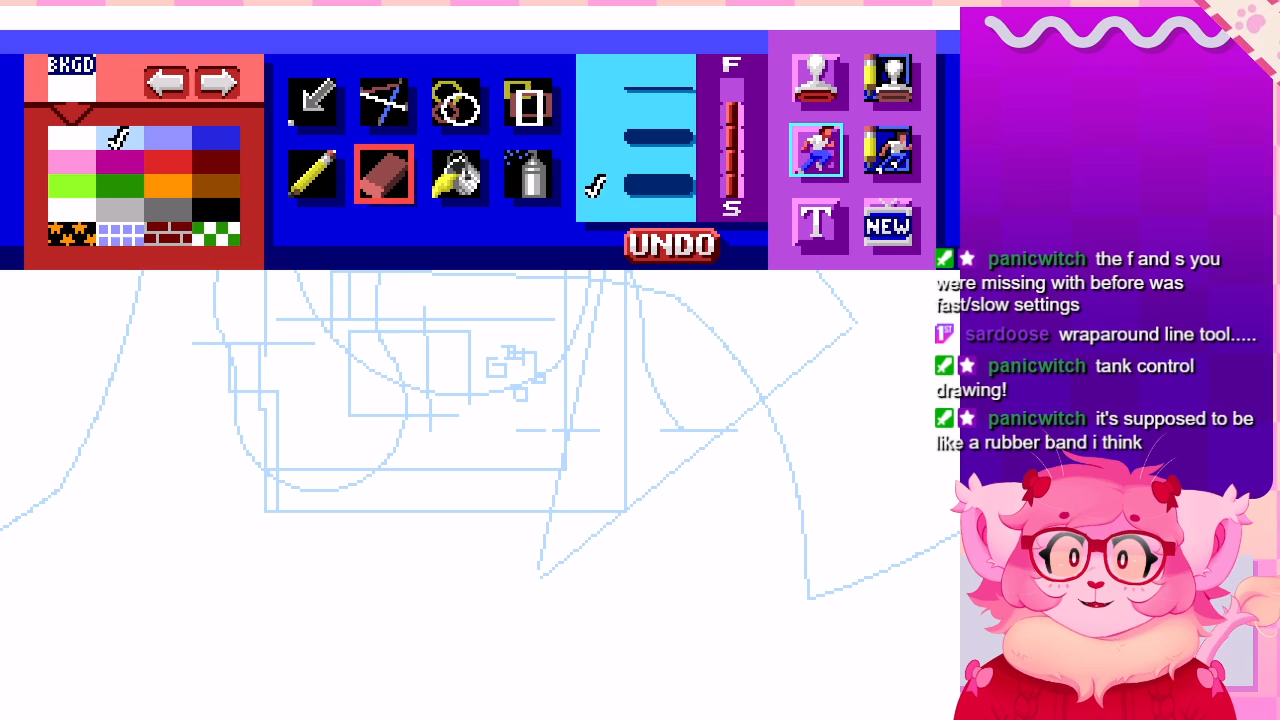 BKGD
F
S
UNDO
T
NEW
panicwitch the f and s you
were missing with before was
fast/slow settings
1ST sardoose wraparound line tool.....
panicwitch tank control
drawing!
panicwitch it's supposed to be
like a rubber band i think